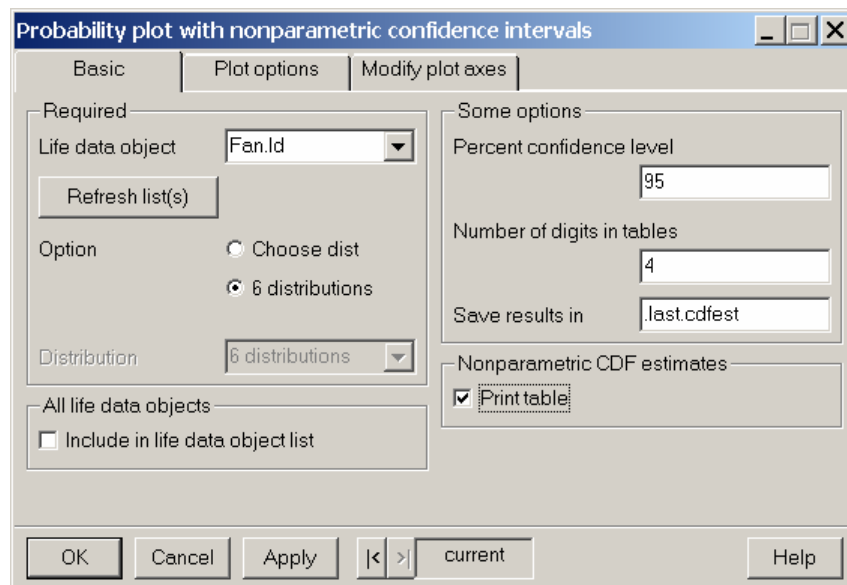 Probability plot with nonparametric confidence intervals
Basic
Plot options
Modify plot axes
Required
Life data object
Fan.ld
Refresh list(s)
Option
Choose dist
6 distributions
Distribution
6 distributions
All life data objects
Include in life data object list
Some options
Percent confidence level
95
Number of digits in tables
4
Save results in
.last.cdfest
Nonparametric CDF estimates
Print table
OK
Cancel
Apply
|<
>|
current
Help